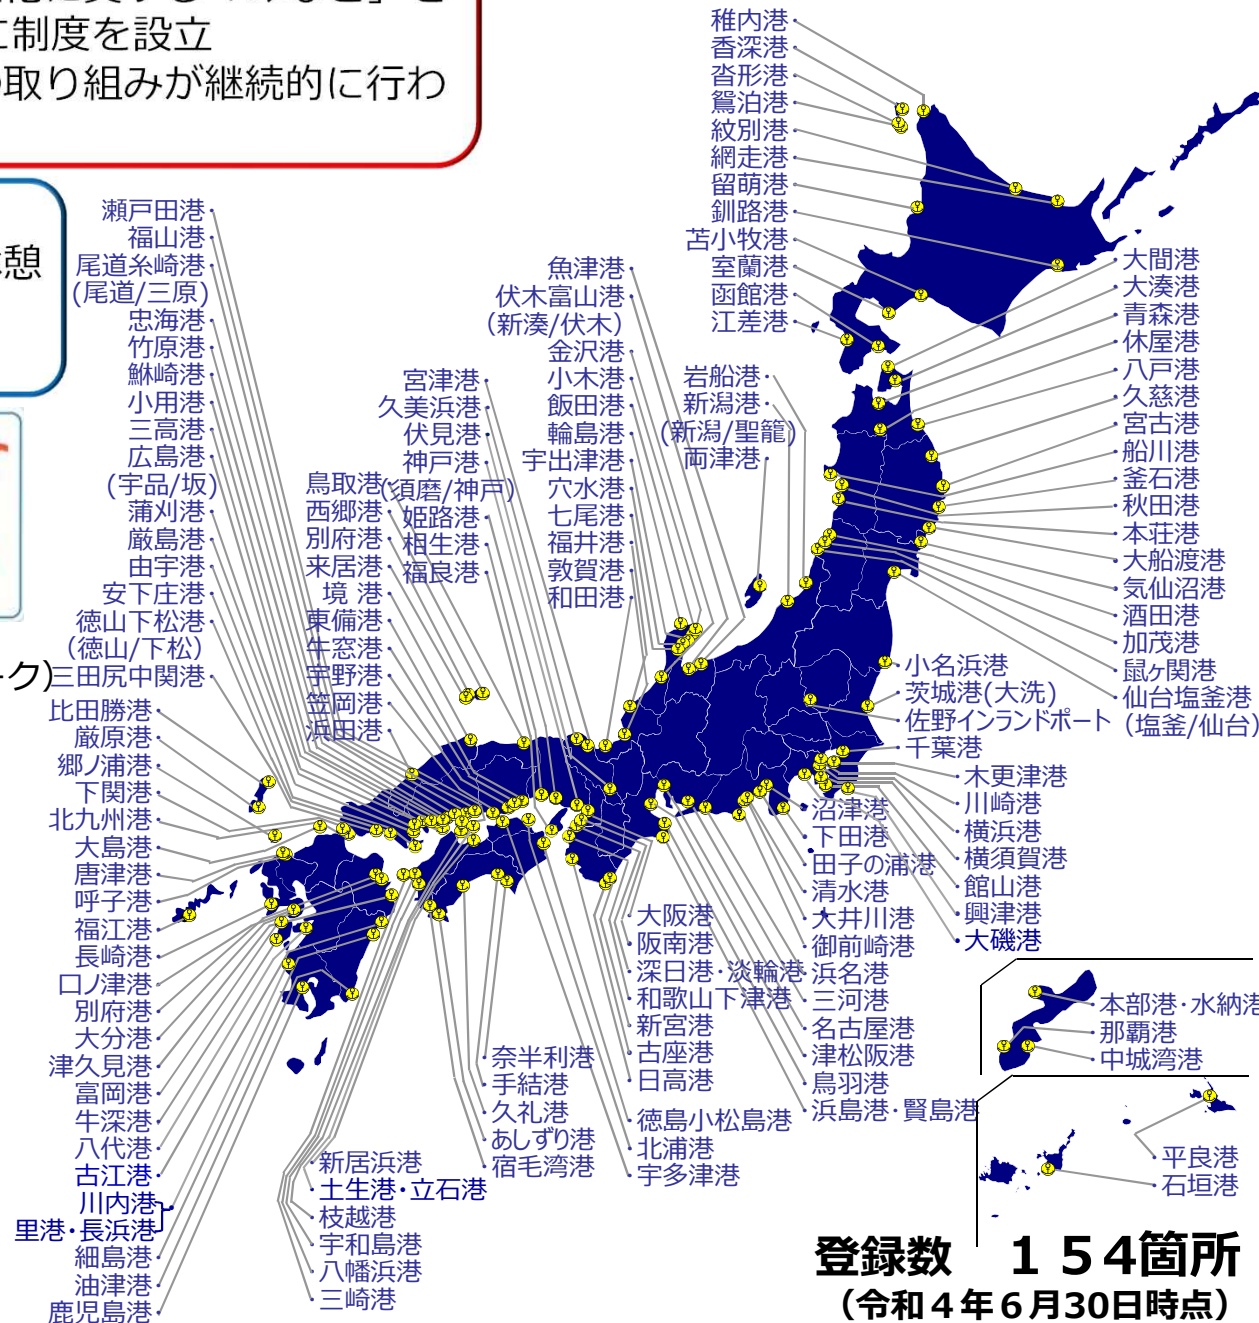 に制度を設立
取り組みが継続的に行わ
憩
ーク)
稚内港
香深港
沓形港
鴛泊港
紋別港
網走港
留萌港
釧路港
苫小牧港
室蘭港
函館港
江差港
大間港
大湊港
青森港
休屋港
八戸港
久慈港
宮古港
船川港
釜石港
秋田港
本荘港
大船渡港
気仙沼港
酒田港
加茂港
鼠ヶ関港
仙台塩釜港
(塩釜/仙台)
岩船港
新潟港
(新潟/聖籠)
両津港
魚津港
伏木富山港
(新湊/伏木)
金沢港
小木港
飯田港
輪島港
宇出津港
穴水港
七尾港
福井港
敦賀港
和田港
宮津港
久美浜港
伏見港
神戸港
(須磨/神戸)
姫路港
相生港
福良港
鳥取港
西郷港
別府港
来居港
境 港
東備港
牛窓港
宇野港
笠岡港
浜田港
瀬戸田港
福山港
尾道糸崎港
(尾道/三原)
忠海港
竹原港
鮴崎港
小用港
三高港
広島港
(宇品/坂)
蒲刈港
厳島港
由宇港
安下庄港
徳山下松港
(徳山/下松)
三田尻中関港
比田勝港
厳原港
郷ノ浦港
下関港
北九州港
大島港
唐津港
呼子港
福江港
長崎港
口ノ津港
別府港
大分港
津久見港
富岡港
牛深港
八代港
古江港
川内港
里港・長浜港
細島港
油津港
鹿児島港
新居浜港
土生港・立石港
枝越港
宇和島港
八幡浜港
三崎港
奈半利港
手結港
久礼港
あしずり港
宿毛湾港
徳島小松島港
北浦港
宇多津港
大阪港
阪南港
深日港・淡輪港
和歌山下津港
新宮港
古座港
日高港
小名浜港
茨城港(大洗)
佐野インランドポート
千葉港
木更津港
川崎港
横浜港
横須賀港
館山港
興津港
大磯港
沼津港
下田港
田子の浦港
清水港
大井川港
御前崎港
浜名港
三河港
名古屋港
津松阪港
鳥羽港
浜島港・賢島港
本部港・水納港
那覇港
中城湾港
平良港
石垣港
登録数 154箇所
(令和4年6月30日時点)